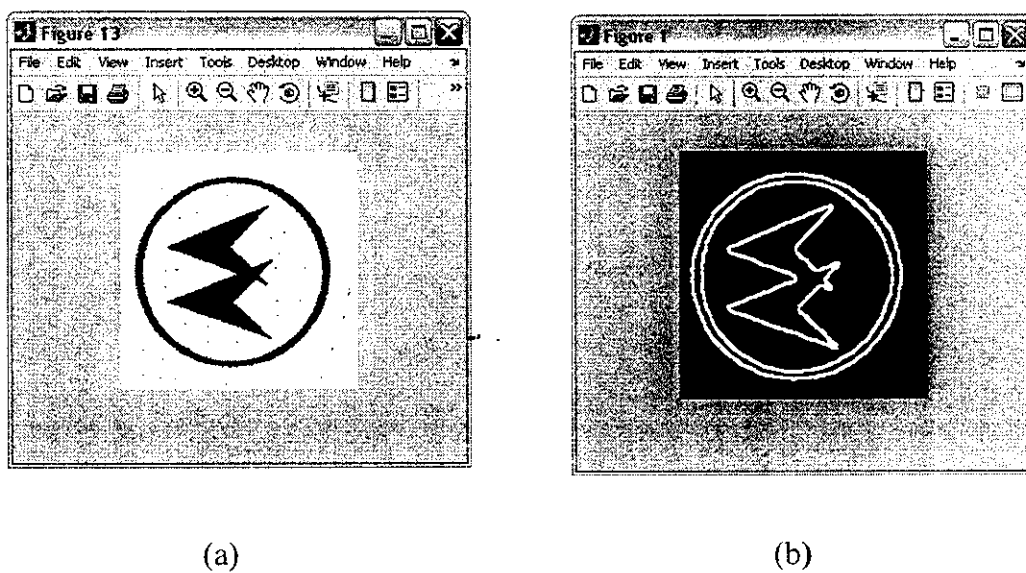 Figure 13
File Edit View Insert Tools Desktop Window Help
Figure 1
File Edit View Insert Tools Desktop Window Help
(a)
(b)